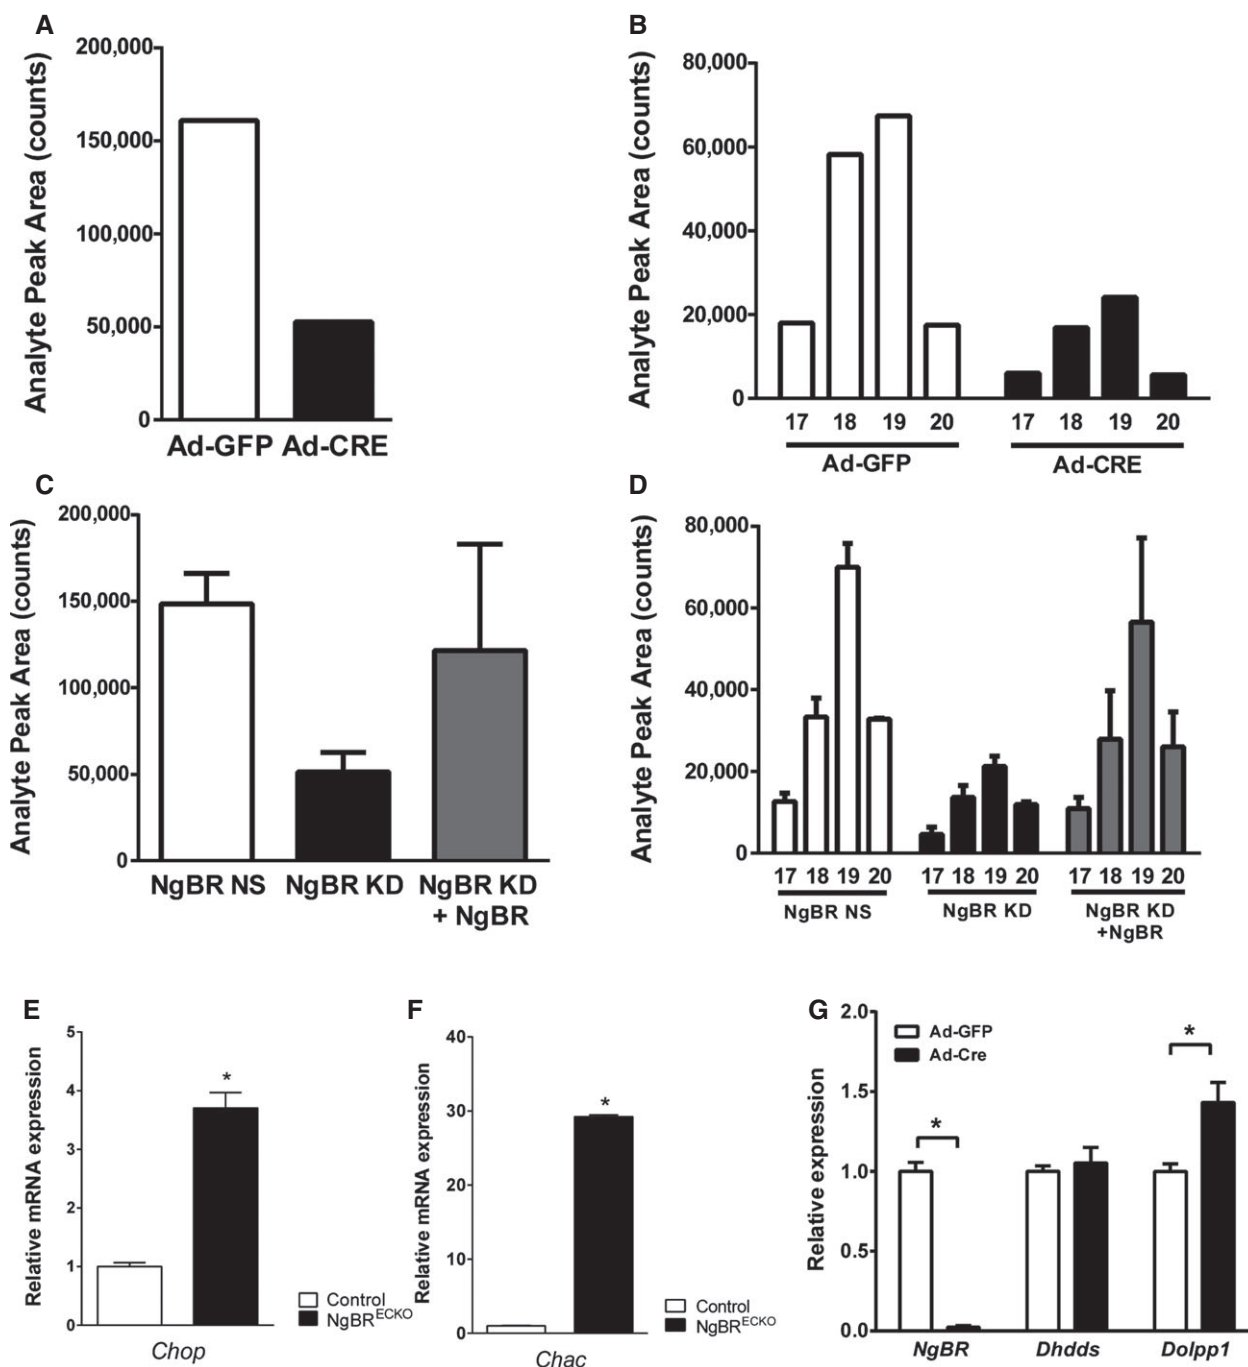 A
Analyte Peak Area (counts)
200,000
150,000
100,000
50,000
0
Ad-GFP Ad-CRE
B
Analyte Peak Area (counts)
80,000
60,000
40,000
20,000
0
17 18 19 20 17 18 19 20
Ad-GFP Ad-CRE
C
Analyte Peak Area (counts)
200,000
150,000
100,000
50,000
0
NgBR NS NgBR KD NgBR KD
+ NgBR
D
Analyte Peak Area (counts)
80,000
60,000
40,000
20,000
0
17 18 19 20 17 18 19 20 17 18 19 20
NgBR NS NgBR KD NgBR KD
+NgBR
E
Relative mRNA expression
5
4
3
2
1
0
*
Chop
Control
NgBRECKO
F
Relative mRNA expression
40
30
20
10
0
*
Chac
Control
NgBRECKO
G
Relative expression
2.0
1.5
1.0
0.5
0.0
Ad-GFP
Ad-Cre
*
*
NgBR Dhdds Dolpp1